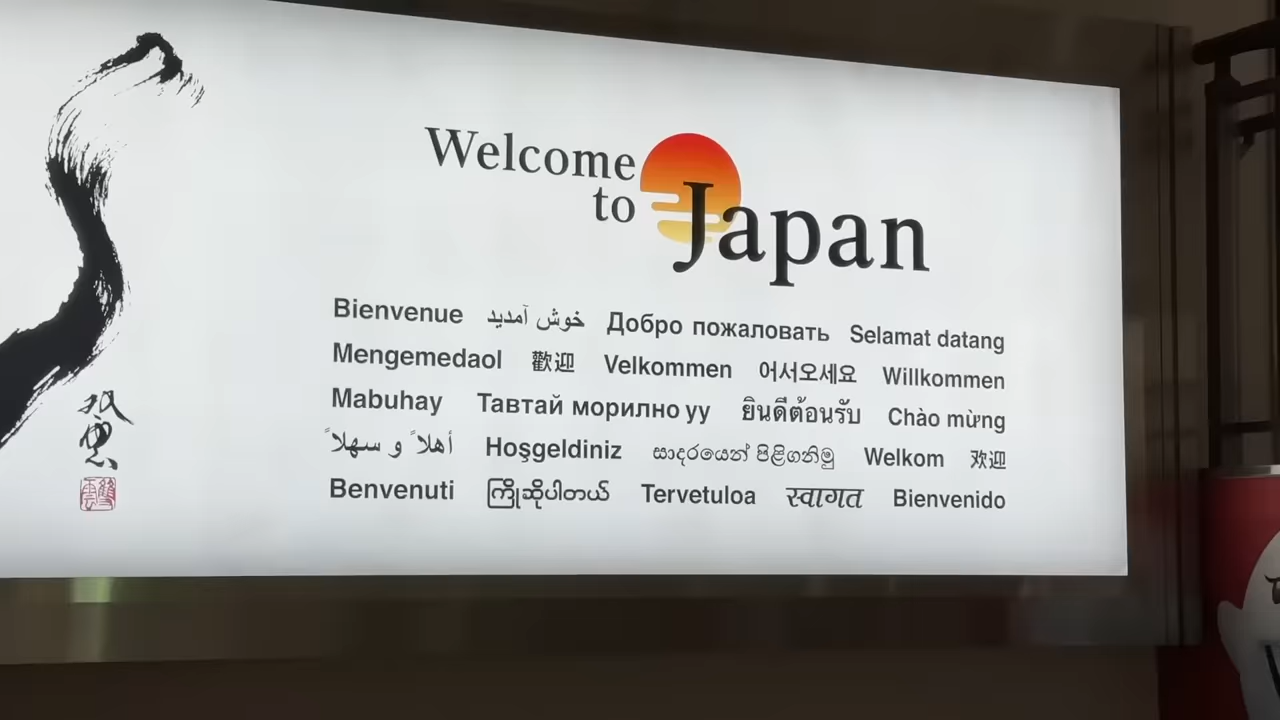 Welcome
to
Japan
Bienvenue خوش آمدید Добро пожаловать Selamat datang
Mengemedaol 歡迎 Velkommen 어서오세요 Willkommen
Mabuhay Тавтай морилно уу ยินดีต้อนรับ Chào mừng
أهلاً و سهلاً Hoşgeldiniz සාදරයෙන් පිළිගනිමු Welkom 欢迎
Benvenuti ကြိုဆိုပါတယ် Tervetuloa स्वागत Bienvenido